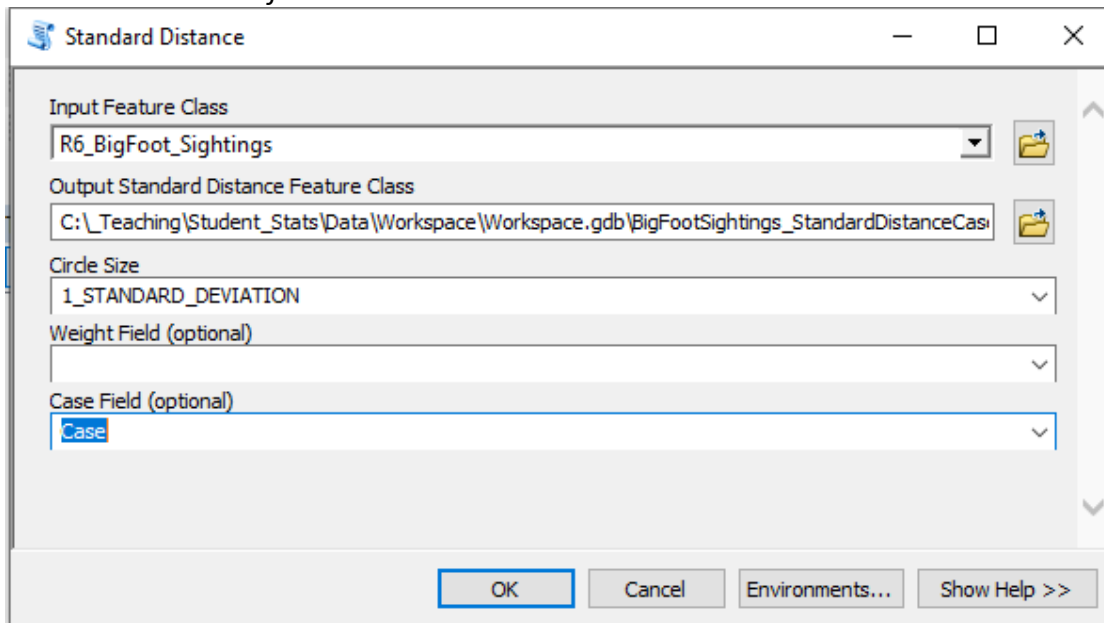 Standard Distance
Input Feature Class
R6_BigFoot_Sightings
Output Standard Distance Feature Class
C:\_Teaching\Student_Stats\Data\Workspace\Workspace.gdb\BigFootSightings_StandardDistanceCas
Circle Size
1_STANDARD_DEVIATION
Weight Field (optional)
Case Field (optional)
Case
OK Cancel Environments... Show Help >>